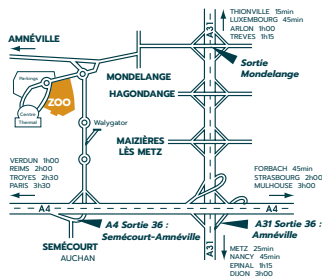 THIONVILLE 15min
LUXEMBOURG 45min
ARLON 1h00
TREVES 1h15
A31
AMNÉVILLE
Sortie
Mondelange
MONDELANGE
HAGONDANGE
Parkings
ZOO
Centre
Thermal
Walygator
MAIZIÈRES
LÈS METZ
VERDUN 1h00
REIMS 2h00
TROYES 2h30
PARIS 3h30
FORBACH 45min
STRASBOURG 2h00
MULHOUSE 3h00
A4
A4
A4 Sortie 36 :
Semécourt-Amnéville
A31 Sortie 36 :
Amnéville
SEMÉCOURT
AUCHAN
A31
METZ 25min
NANCY 45min
EPINAL 1h15
DIJON 3h00